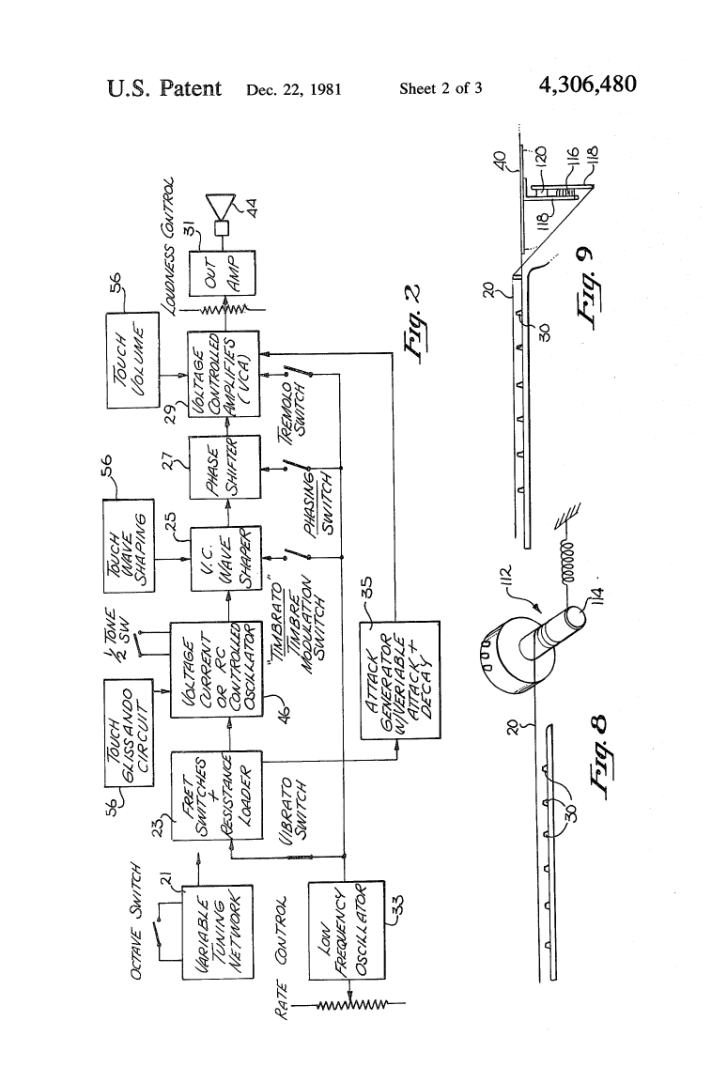 U.S. Patent Dec. 22, 1981 Sheet 2 of 3 4,306,480
OCTAVE SWITCH
21
VARIABLE
TUNING
NETWORK
56
TOUCH
GLISSANDO
CIRCUIT
23
FRET
SWITCHES
+
RESISTANCE
LOADER
½ TONE
SW
VOLTAGE
CURRENT
OR RC
CONTROLLED
OSCILLATOR
46
56
TOUCH
WAVE
SHAPING
25
V.C.
WAVE
SHAPER
27
PHASE
SHIFTER
56
TOUCH
VOLUME
29
VOLTAGE
CONTROLLED
AMPLIFIES
(VCA)
LOUDNESS CONTROL
31
OUT
AMP
44
VIBRATO
SWITCH
"TIMBRATO"
TIMBRE
MODULATION
SWITCH
PHASING
SWITCH
TREMOLO
SWITCH
RATE CONTROL
LOW
FREQUENCY
OSCILLATOR
33
35
ATTACK
GENERATOR
W/VERIABLE
ATTACK +
DECAY
Fig. 2
20
30
112
114
Fig. 8
20
30
40
120
116
118
118
Fig. 9